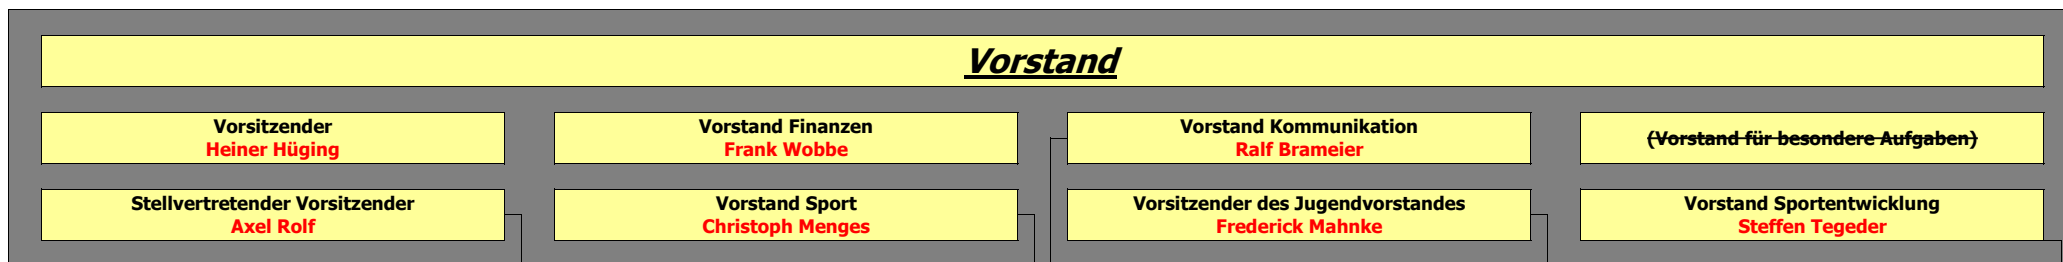 Vorstand
Vorsitzender
Heiner Hüging
Vorstand Finanzen
Frank Wobbe
Vorstand Kommunikation
Ralf Brameier
(Vorstand für besondere Aufgaben)
Stellvertretender Vorsitzender
Axel Rolf
Vorstand Sport
Christoph Menges
Vorsitzender des Jugendvorstandes
Frederick Mahnke
Vorstand Sportentwicklung
Steffen Tegeder